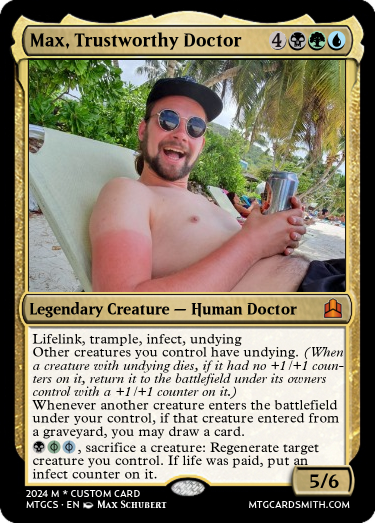 Max, Trustworthy Doctor 4
Legendary Creature — Human Doctor
Lifelink, trample, infect, undying
Other creatures you control have undying. (When
a creature with undying dies, if it had no +1/+1 coun-
ters on it, return it to the battlefield under its owners
control with a +1/+1 counter on it.)
Whenever another creature enters the battlefield
under your control, if that creature entered from
a graveyard, you may draw a card.
, sacrifice a creature: Regenerate target
creature you control. If life was paid, put an
infect counter on it.
5/6
2024 M * CUSTOM CARD
MTGCS · EN Max Schubert
MTGCARDSMITH.COM